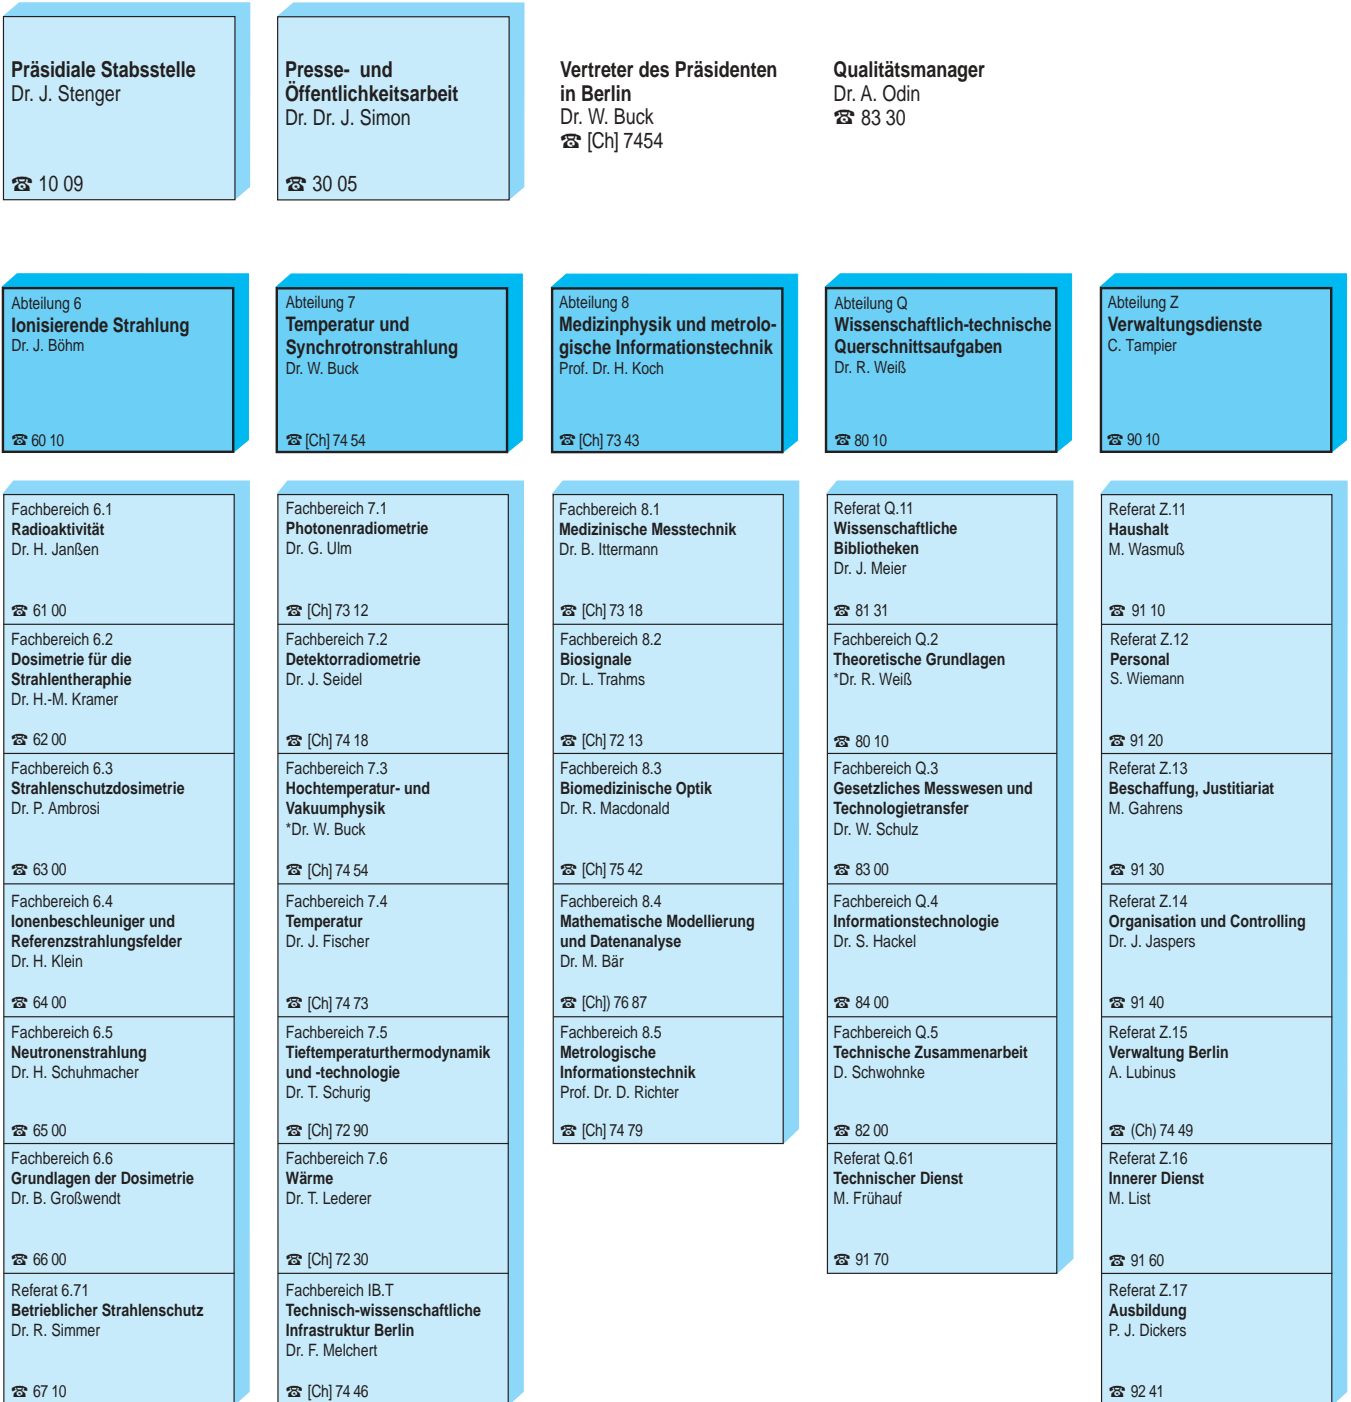 Präsidiale Stabsstelle
Dr. J. Stenger
☎ 10 09
Presse- und
Öffentlichkeitsarbeit
Dr. Dr. J. Simon
☎ 30 05
Vertreter des Präsidenten
in Berlin
Dr. W. Buck
☎ [Ch] 7454
Qualitätsmanager
Dr. A. Odin
☎ 83 30
Abteilung 6
Ionisierende Strahlung
Dr. J. Böhm
☎ 60 10
Fachbereich 6.1
Radioaktivität
Dr. H. Janßen
☎ 61 00
Fachbereich 6.2
Dosimetrie für die
Strahlentheraphie
Dr. H.-M. Kramer
☎ 62 00
Fachbereich 6.3
Strahlenschutzdosimetrie
Dr. P. Ambrosi
☎ 63 00
Fachbereich 6.4
Ionenbeschleuniger und
Referenzstrahlungsfelder
Dr. H. Klein
☎ 64 00
Fachbereich 6.5
Neutronenstrahlung
Dr. H. Schuhmacher
☎ 65 00
Fachbereich 6.6
Grundlagen der Dosimetrie
Dr. B. Großwendt
☎ 66 00
Referat 6.71
Betrieblicher Strahlenschutz
Dr. R. Simmer
☎ 67 10
Abteilung 7
Temperatur und
Synchrotronstrahlung
Dr. W. Buck
☎ [Ch] 74 54
Fachbereich 7.1
Photonenradiometrie
Dr. G. Ulm
☎ [Ch] 73 12
Fachbereich 7.2
Detektorradiometrie
Dr. J. Seidel
☎ [Ch] 74 18
Fachbereich 7.3
Hochtemperatur- und
Vakuumphysik
*Dr. W. Buck
☎ [Ch] 74 54
Fachbereich 7.4
Temperatur
Dr. J. Fischer
☎ [Ch] 74 73
Fachbereich 7.5
Tieftemperaturthermodynamik
und -technologie
Dr. T. Schurig
☎ [Ch] 72 90
Fachbereich 7.6
Wärme
Dr. T. Lederer
☎ [Ch] 72 30
Fachbereich IB.T
Technisch-wissenschaftliche
Infrastruktur Berlin
Dr. F. Melchert
☎ [Ch] 74 46
Abteilung 8
Medizinphysik und metrolo-
gische Informationstechnik
Prof. Dr. H. Koch
☎ [Ch] 73 43
Fachbereich 8.1
Medizinische Messtechnik
Dr. B. Ittermann
☎ [Ch] 73 18
Fachbereich 8.2
Biosignale
Dr. L. Trahms
☎ [Ch] 72 13
Fachbereich 8.3
Biomedizinische Optik
Dr. R. Macdonald
☎ [Ch] 75 42
Fachbereich 8.4
Mathematische Modellierung
und Datenanalyse
Dr. M. Bär
☎ [Ch]) 76 87
Fachbereich 8.5
Metrologische
Informationstechnik
Prof. Dr. D. Richter
☎ [Ch] 74 79
Abteilung Q
Wissenschaftlich-technische
Querschnittsaufgaben
Dr. R. Weiß
☎ 80 10
Referat Q.11
Wissenschaftliche
Bibliotheken
Dr. J. Meier
☎ 81 31
Fachbereich Q.2
Theoretische Grundlagen
*Dr. R. Weiß
☎ 80 10
Fachbereich Q.3
Gesetzliches Messwesen und
Technologietransfer
Dr. W. Schulz
☎ 83 00
Fachbereich Q.4
Informationstechnologie
Dr. S. Hackel
☎ 84 00
Fachbereich Q.5
Technische Zusammenarbeit
D. Schwohnke
☎ 82 00
Referat Q.61
Technischer Dienst
M. Frühauf
☎ 91 70
Abteilung Z
Verwaltungsdienste
C. Tampier
☎ 90 10
Referat Z.11
Haushalt
M. Wasmuß
☎ 91 10
Referat Z.12
Personal
S. Wiemann
☎ 91 20
Referat Z.13
Beschaffung, Justitiariat
M. Gahrens
☎ 91 30
Referat Z.14
Organisation und Controlling
Dr. J. Jaspers
☎ 91 40
Referat Z.15
Verwaltung Berlin
A. Lubinus
☎ (Ch) 74 49
Referat Z.16
Innerer Dienst
M. List
☎ 91 60
Referat Z.17
Ausbildung
P. J. Dickers
☎ 92 41